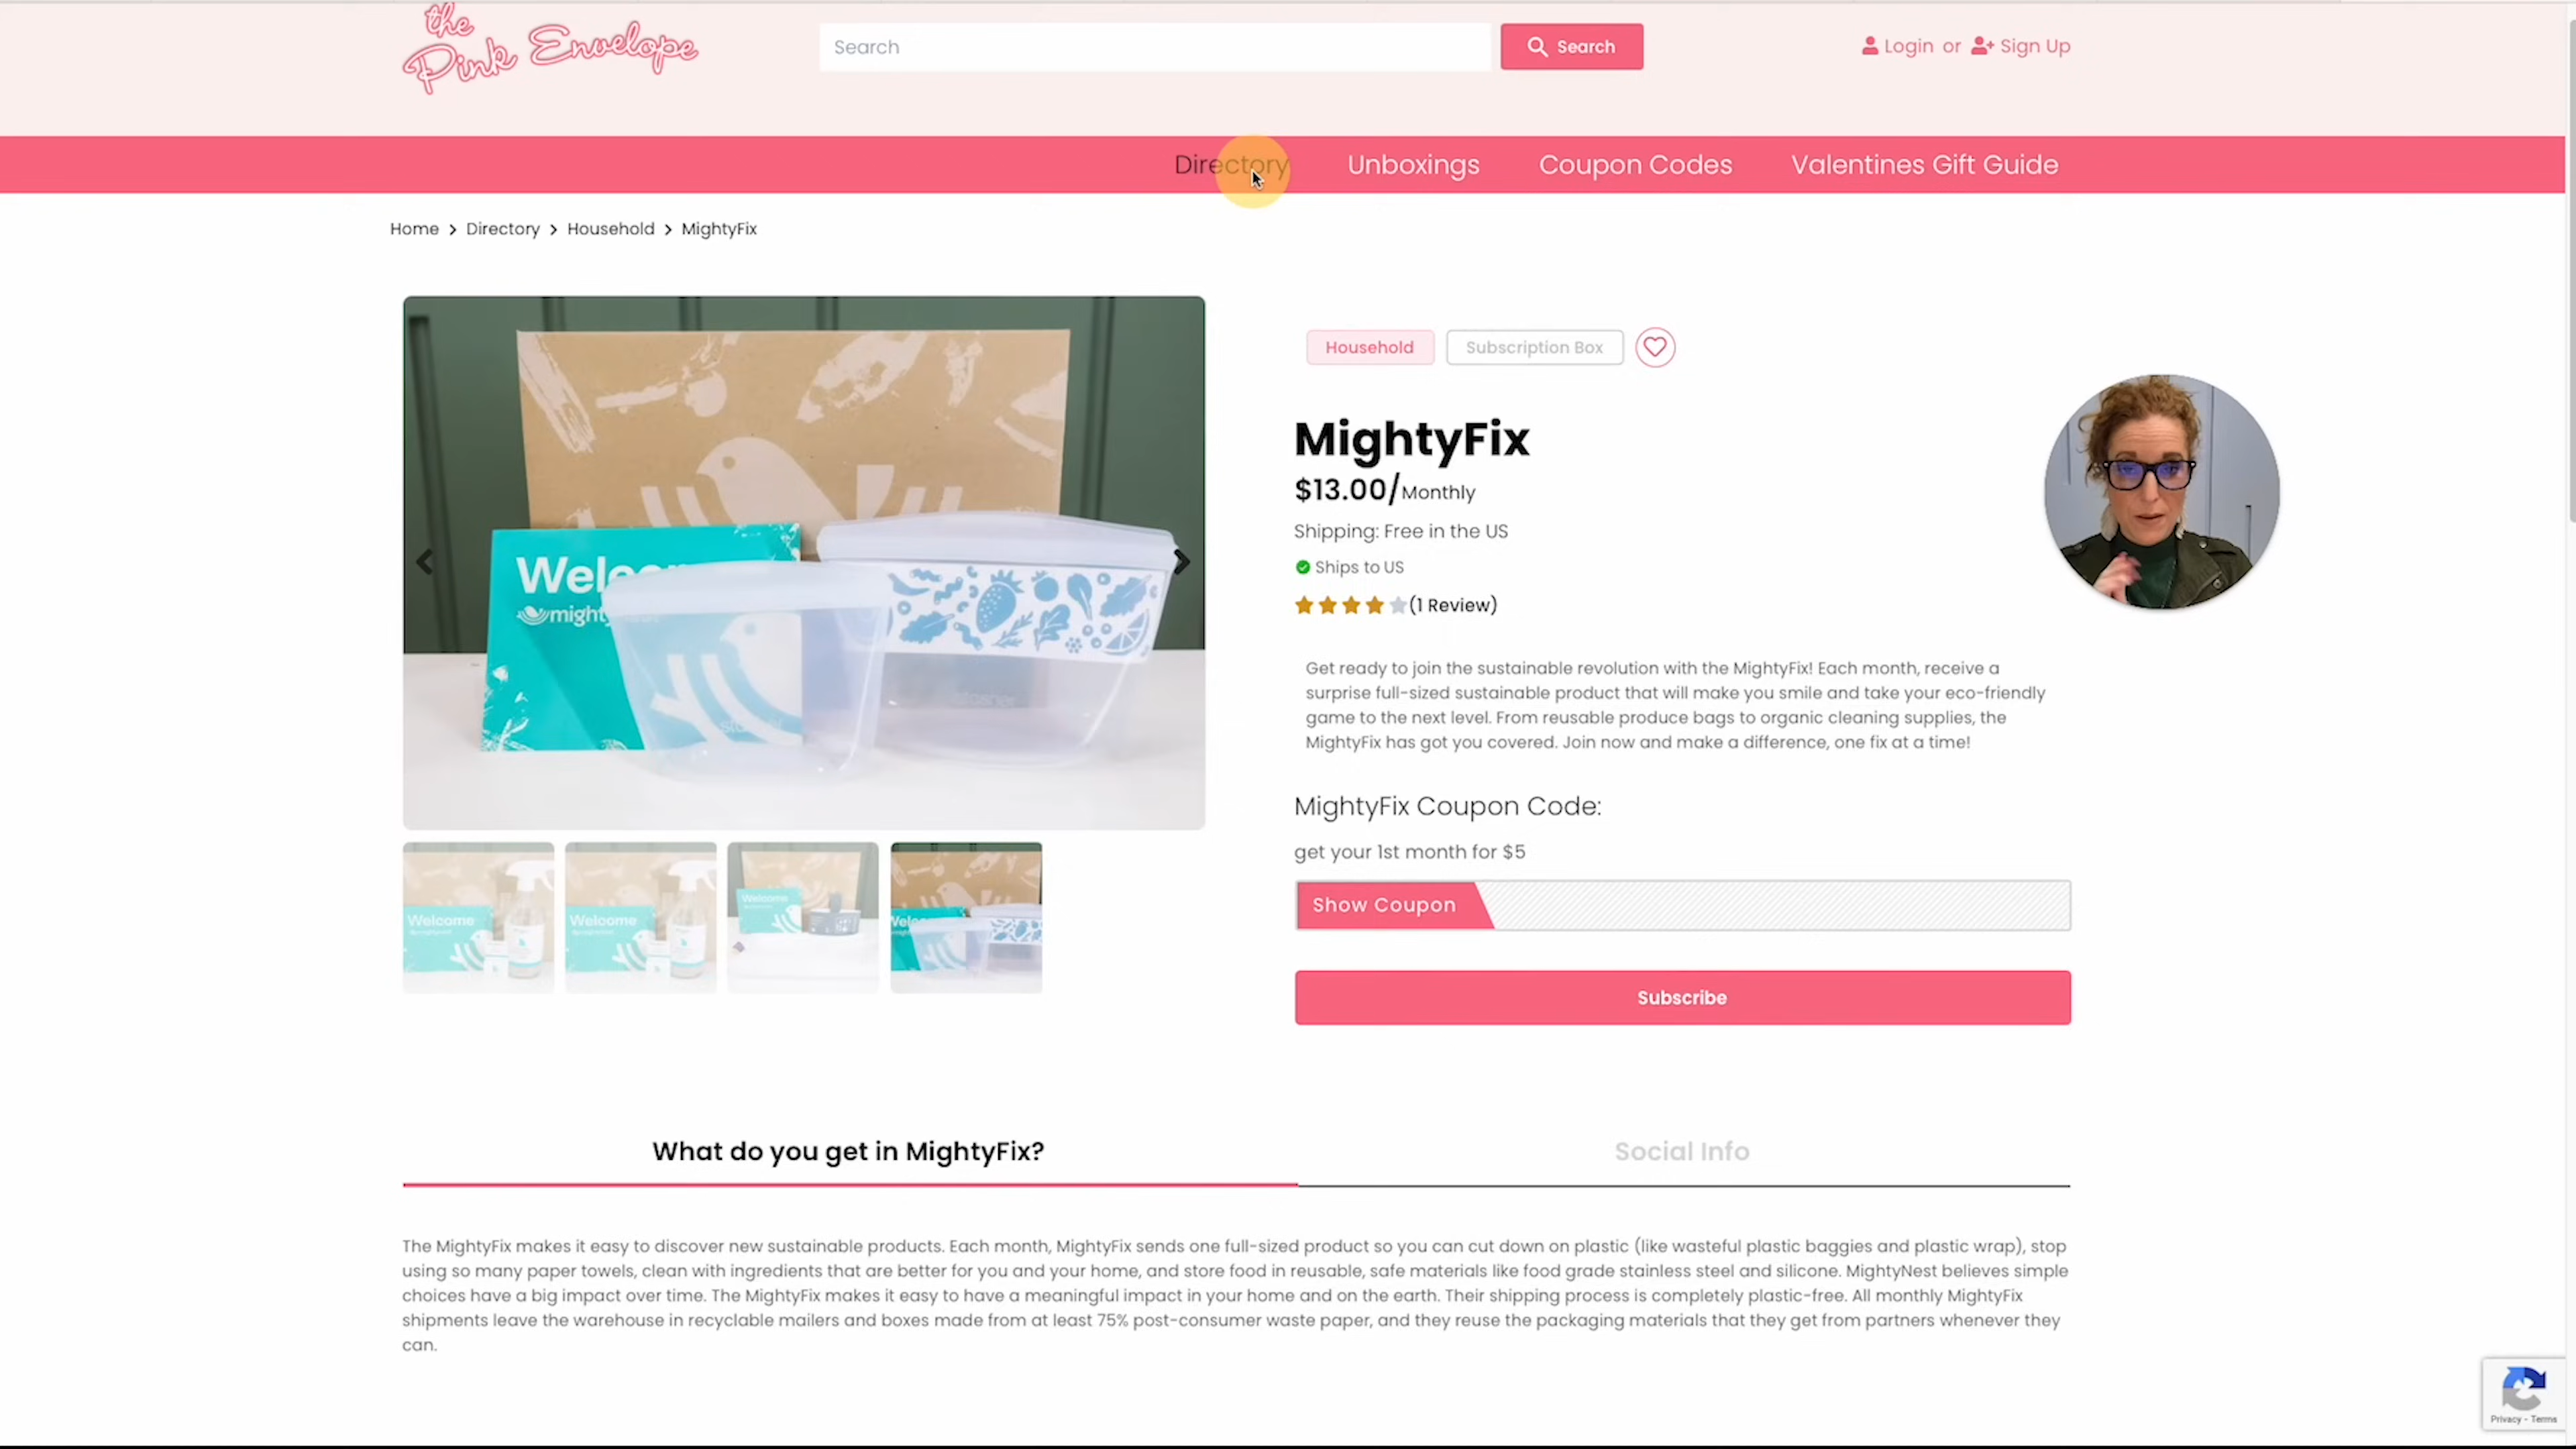 the
Pink Envelope
Search
Search
Login or Sign Up
Directory
Unboxings
Coupon Codes
Valentines Gift Guide
Home > Directory > Household > MightyFix
Household
Subscription Box
MightyFix
$13.00/Monthly
Shipping: Free in the US
Ships to US
(1 Review)
Get ready to join the sustainable revolution with the MightyFix! Each month, receive a
surprise full-sized sustainable product that will make you smile and take your eco-friendly
game to the next level. From reusable produce bags to organic cleaning supplies, the
MightyFix has got you covered. Join now and make a difference, one fix at a time!
MightyFix Coupon Code:
get your 1st month for $5
Show Coupon
Subscribe
Welcome
Welcome
Welcome
What do you get in MightyFix?
Social Info
The MightyFix makes it easy to discover new sustainable products. Each month, MightyFix sends one full-sized product so you can cut down on plastic (like wasteful plastic baggies and plastic wrap), stop
using so many paper towels, clean with ingredients that are better for you and your home, and store food in reusable, safe materials like food grade stainless steel and silicone. MightyNest believes simple
choices have a big impact over time. The MightyFix makes it easy to have a meaningful impact in your home and on the earth. Their shipping process is completely plastic-free. All monthly MightyFix
shipments leave the warehouse in recyclable mailers and boxes made from at least 75% post-consumer waste paper, and they reuse the packaging materials that they get from partners whenever they
can.
Privacy - Terms